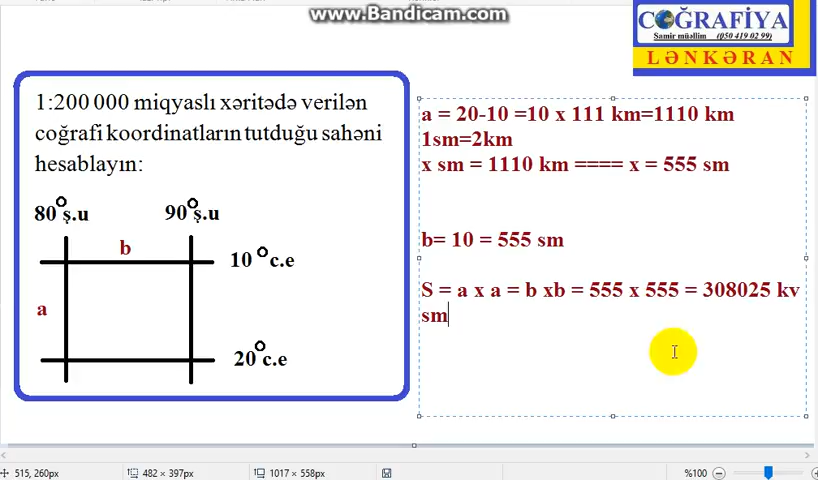 www.Bandicam.com
COĞRAFİYA
Samir müəllim (050 419 02 99)
LƏNKƏRAN
1:200 000 miqyaslı xəritədə verilən
coğrafi koordinatların tutduğu sahəni
hesablayın:
80°ş.u 90°ş.u
b
10 °c.e
a
20°c.e
a = 20-10 =10 x 111 km=1110 km
1sm=2km
x sm = 1110 km ==== x = 555 sm
b= 10 = 555 sm
S = a x a = b xb = 555 x 555 = 308025 kv
sm
515, 260px 482 × 397px 1017 × 558px %100